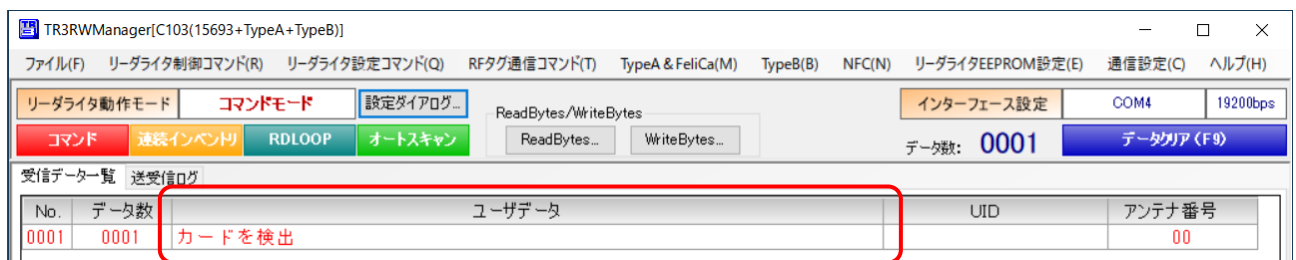 TR3RWManager[C103(15693+TypeA+TypeB)]
ファイル(F) リーダライタ制御コマンド(R) リーダライタ設定コマンド(Q) RFタグ通信コマンド(T) TypeA & FeliCa(M) TypeB(B) NFC(N) リーダライタEEPROM設定(E) 通信設定(C) ヘルプ(H)
リーダライタ動作モード コマンドモード 設定ダイアログ... ReadBytes/WriteBytes インターフェース設定 COM4 19200bps
コマンド 連続インベントリ RDLOOP オートスキャン ReadBytes... WriteBytes... データ数: 0001 データクリア(F9)
受信データ一覧 送受信ログ
No. データ数 ユーザデータ UID アンテナ番号
0001 0001 カードを検出 00